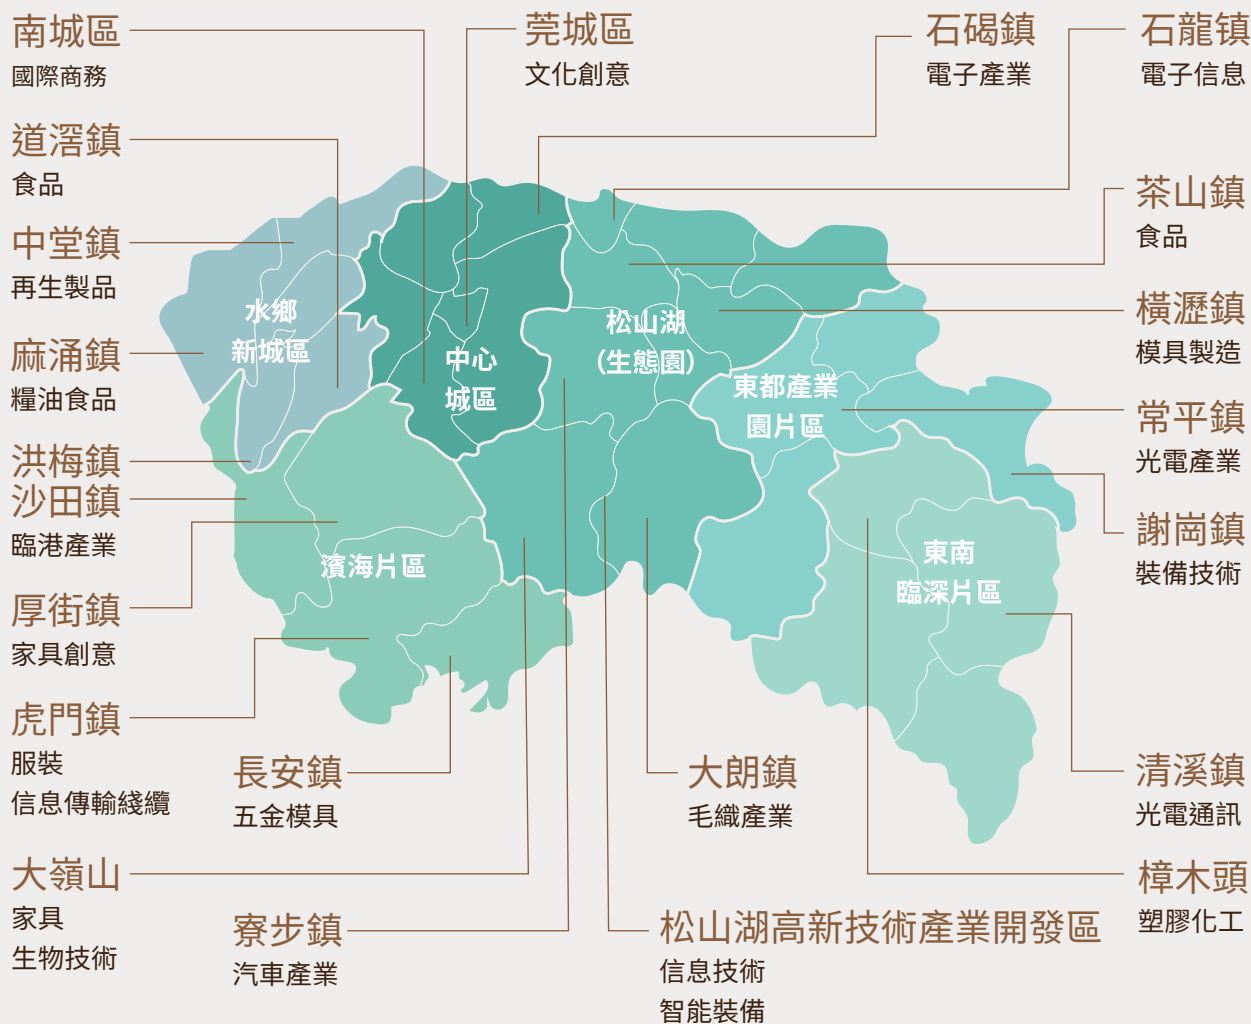 南城區
國際商務
道滘鎮
食品
中堂鎮
再生製品
麻涌鎮
糧油食品
洪梅鎮
沙田鎮
臨港產業
厚街鎮
家具創意
虎門鎮
服裝
信息傳輸綫纜
大嶺山
家具
生物技術
莞城區
文化創意
石碣鎮
電子產業
石龍镇
電子信息
茶山鎮
食品
橫瀝鎮
模具製造
常平鎮
光電產業
謝崗鎮
裝備技術
清溪鎮
光電通訊
樟木頭
塑膠化工
水鄉
新城區
中心
城區
松山湖
（生態園）
東都產業
園片區
濱海片區
東南
臨深片區
長安鎮
五金模具
寮步鎮
汽車產業
大朗鎮
毛織產業
松山湖高新技術產業開發區
信息技術
智能裝備